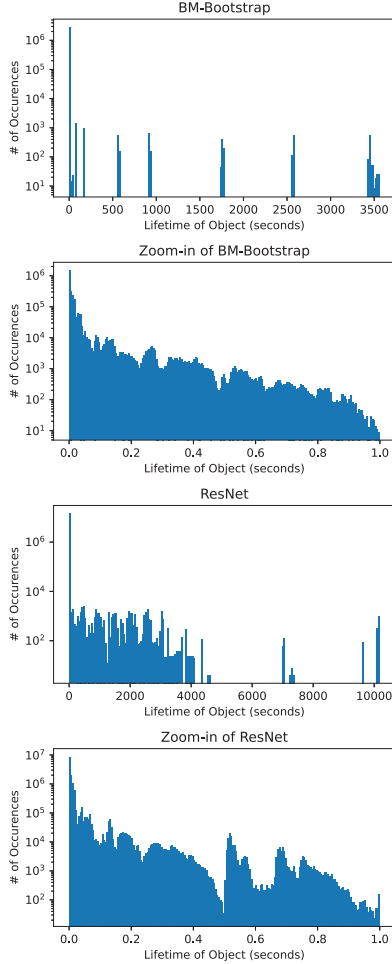 BM-Bootstrap
10⁶
10⁵
10⁴
10³
10²
10¹
# of Occurences
0 500 1000 1500 2000 2500 3000 3500
Lifetime of Object (seconds)
Zoom-in of BM-Bootstrap
10⁶
10⁵
10⁴
10³
10²
10¹
# of Occurences
0.0 0.2 0.4 0.6 0.8 1.0
Lifetime of Object (seconds)
ResNet
10⁶
10⁴
10²
# of Occurences
0 2000 4000 6000 8000 10000
Lifetime of Object (seconds)
Zoom-in of ResNet
10⁷
10⁶
10⁵
10⁴
10³
10²
# of Occurences
0.0 0.2 0.4 0.6 0.8 1.0
Lifetime of Object (seconds)